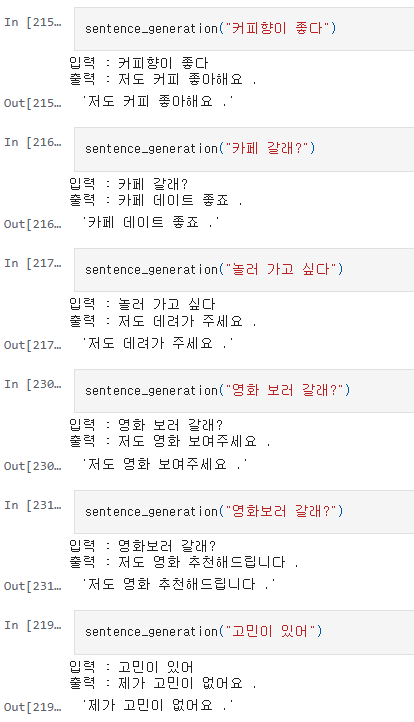 In [215…
sentence_generation("커피향이 좋다")
입력 : 커피향이 좋다
출력 : 저도 커피 좋아해요 .
Out[215…
'저도 커피 좋아해요 .'
In [216…
sentence_generation("카페 갈래?")
입력 : 카페 갈래?
출력 : 카페 데이트 좋죠 .
Out[216…
'카페 데이트 좋죠 .'
In [217…
sentence_generation("놀러 가고 싶다")
입력 : 놀러 가고 싶다
출력 : 저도 데려가 주세요 .
Out[217…
'저도 데려가 주세요 .'
In [230…
sentence_generation("영화 보러 갈래?")
입력 : 영화 보러 갈래?
출력 : 저도 영화 보여주세요 .
Out[230…
'저도 영화 보여주세요 .'
In [231…
sentence_generation("영화보러 갈래?")
입력 : 영화보러 갈래?
출력 : 저도 영화 추천해드립니다 .
Out[231…
'저도 영화 추천해드립니다 .'
In [219…
sentence_generation("고민이 있어")
입력 : 고민이 있어
출력 : 제가 고민이 없어요 .
Out[219…
'제가 고민이 없어요 .'